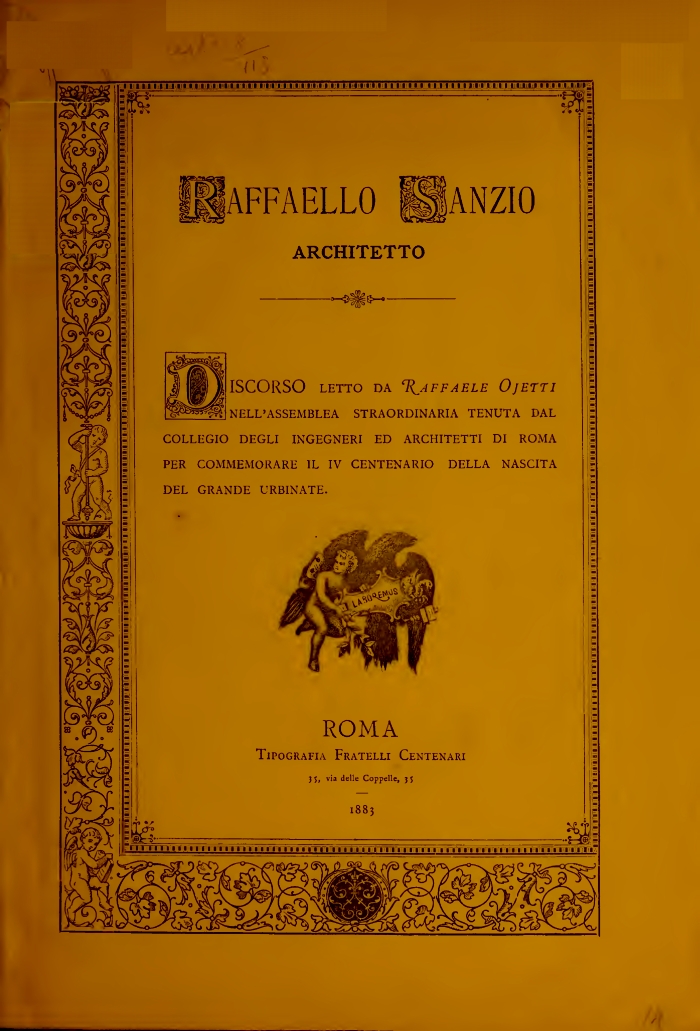 8/113
RAFFAELLO SANZIO
ARCHITETTO
DISCORSO LETTO DA RAFFAELE OJETTI
NELL'ASSEMBLEA STRAORDINARIA TENUTA DAL
COLLEGIO DEGLI INGEGNERI ED ARCHITETTI DI ROMA
PER COMMEMORARE IL IV CENTENARIO DELLA NASCITA
DEL GRANDE URBINATE.
LABOREMUS
ROMA
TIPOGRAFIA FRATELLI CENTENARI
35, via delle Coppelle, 35
1883